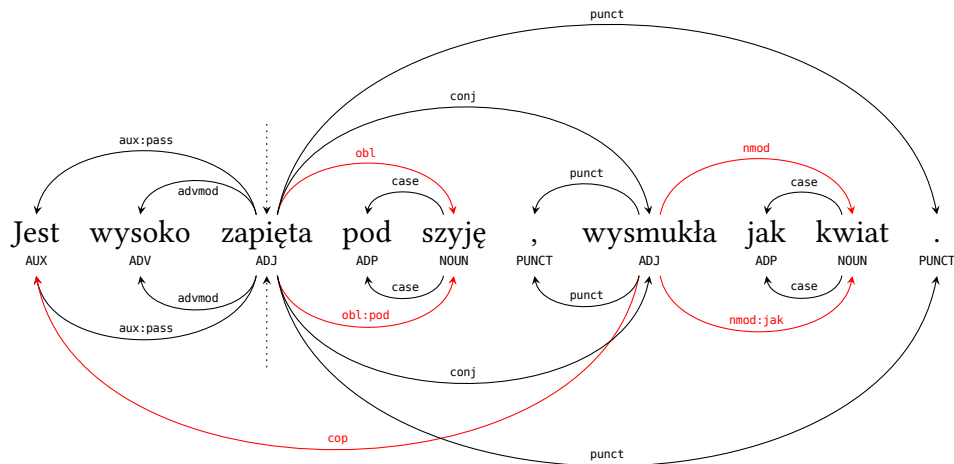 punct
conj
aux:pass obl nmod
advmod case punct case
Jest wysoko zapięta pod szyję , wysmukła jak kwiat .
AUX ADV ADJ ADP NOUN PUNCT ADJ ADP NOUN PUNCT
advmod case punct case
aux:pass obl:pod nmod:jak
conj
cop
punct